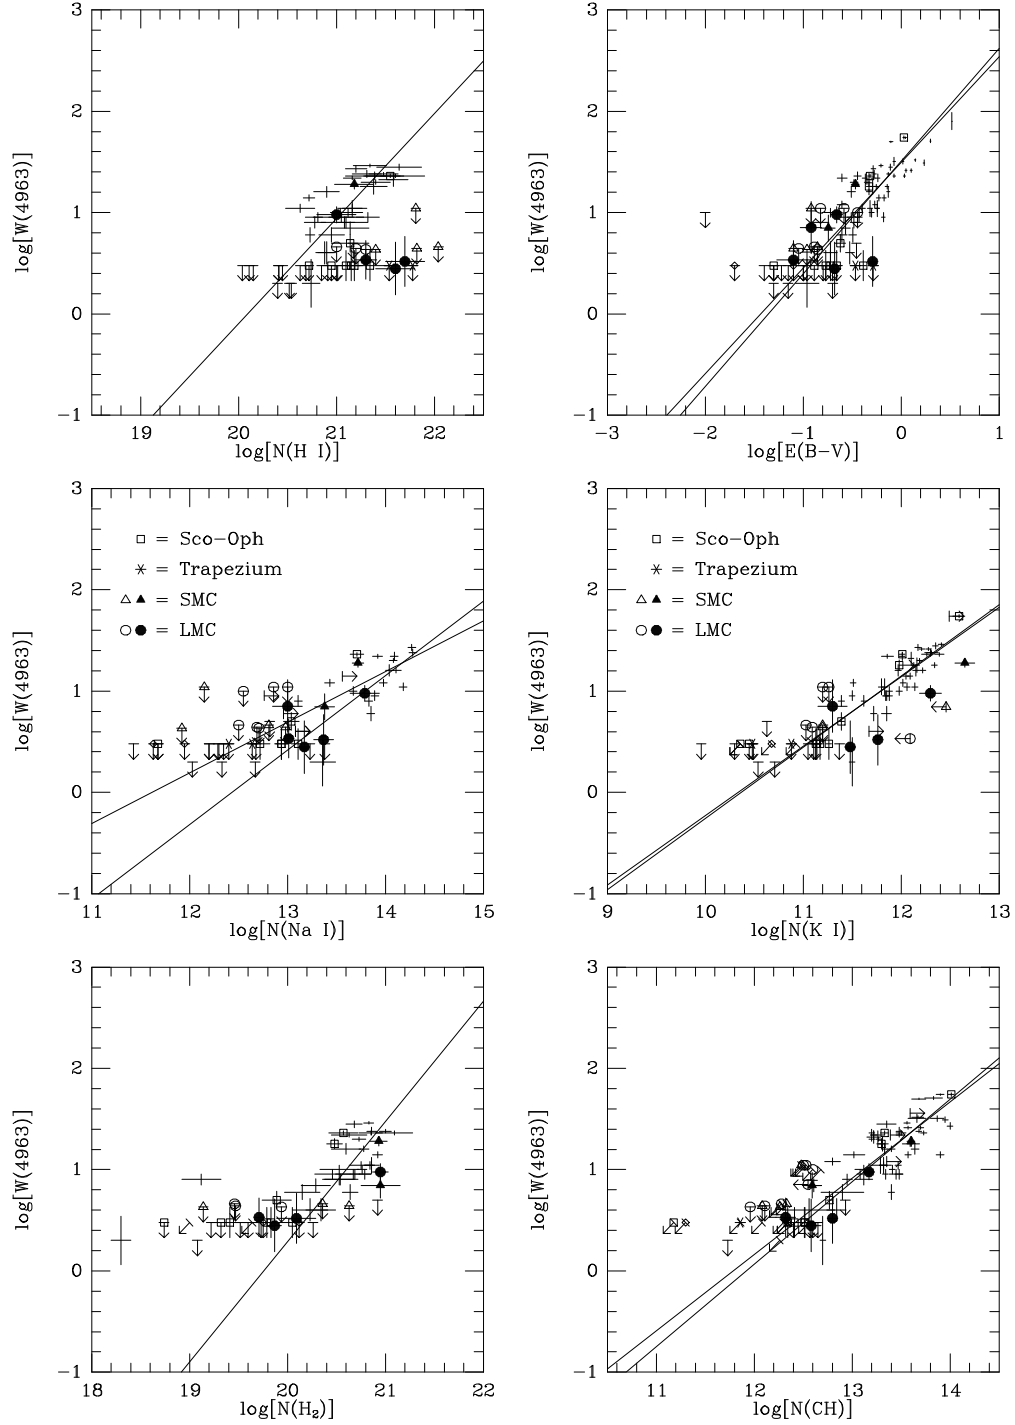 3
2
1
0
−1
log[W(4963)]
19
20
21
22
log[N(H I)]
3
2
1
0
−1
log[W(4963)]
−3
−2
−1
0
1
log[E(B−V)]
3
2
1
0
−1
log[W(4963)]
□ = Sco−Oph
✳ = Trapezium
△▲ = SMC
○● = LMC
11
12
13
14
15
log[N(Na I)]
3
2
1
0
−1
log[W(4963)]
□ = Sco−Oph
✳ = Trapezium
△▲ = SMC
○● = LMC
9
10
11
12
13
log[N(K I)]
3
2
1
0
−1
log[W(4963)]
18
19
20
21
22
log[N(H₂)]
3
2
1
0
−1
log[W(4963)]
11
12
13
14
log[N(CH)]